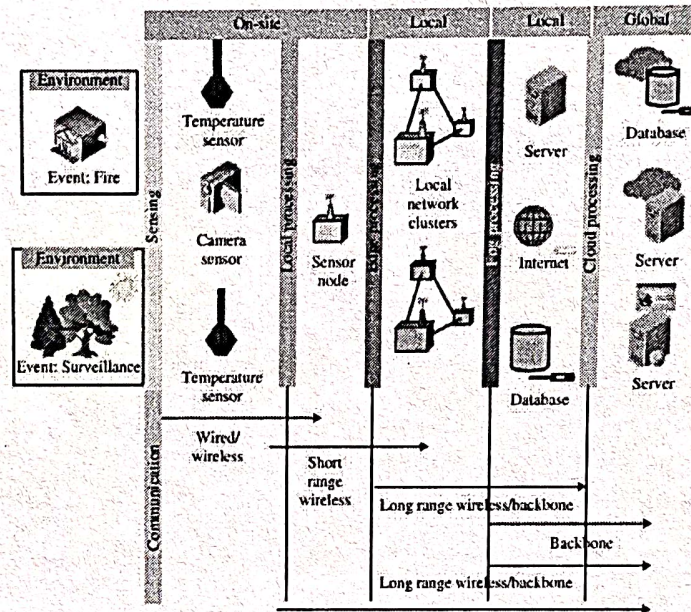 On-site
Local
Local
Global
Environment
Event: Fire
Environment
Event: Surveillance
Sensing
Temperature
sensor
Camera
sensor
Temperature
sensor
Local processing
Sensor
node
Edge processing
Local
network
clusters
Fog processing
Server
Internet
Database
Cloud processing
Database
Server
Server
Communication
Wired/
wireless
Short
range
wireless
Long range wireless/backbone
Backbone
Long range wireless/backbone